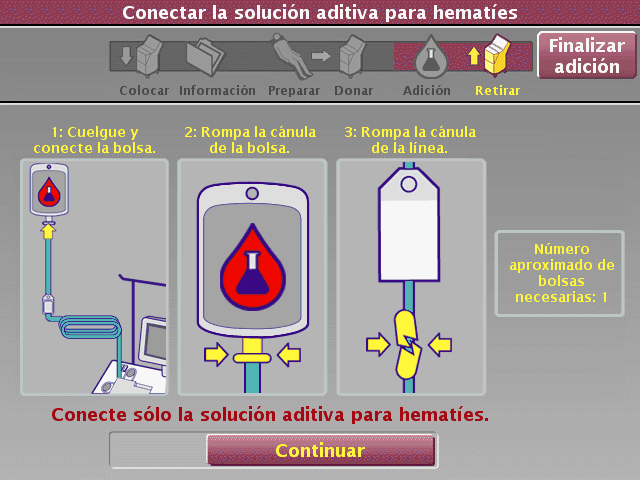 Conectar la solución aditiva para hematíes
Finalizar
adición
Colocar
Información
Preparar
Donar
Adición
Retirar
1: Cuelgue y
conecte la bolsa.
2: Rompa la cánula
de la bolsa.
3: Rompa la cánula
de la línea.
Número
aproximado de
bolsas
necesarias: 1
Conecte sólo la solución aditiva para hematíes.
Continuar